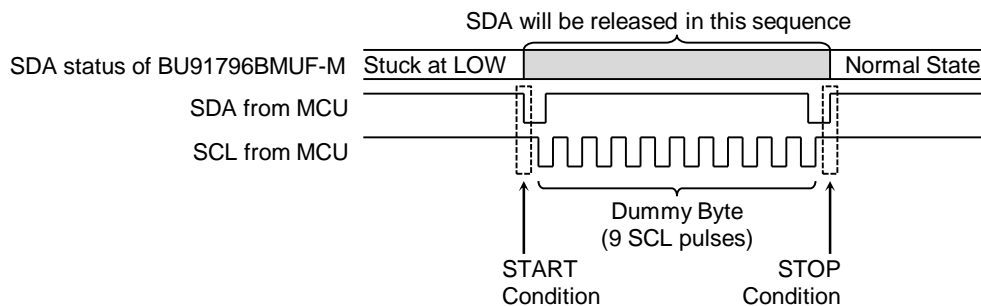 SDA will be released in this sequence
SDA status of BU91796BMUF-M
Stuck at LOW
Normal State
SDA from MCU
SCL from MCU
Dummy Byte
(9 SCL pulses)
START
Condition
STOP
Condition